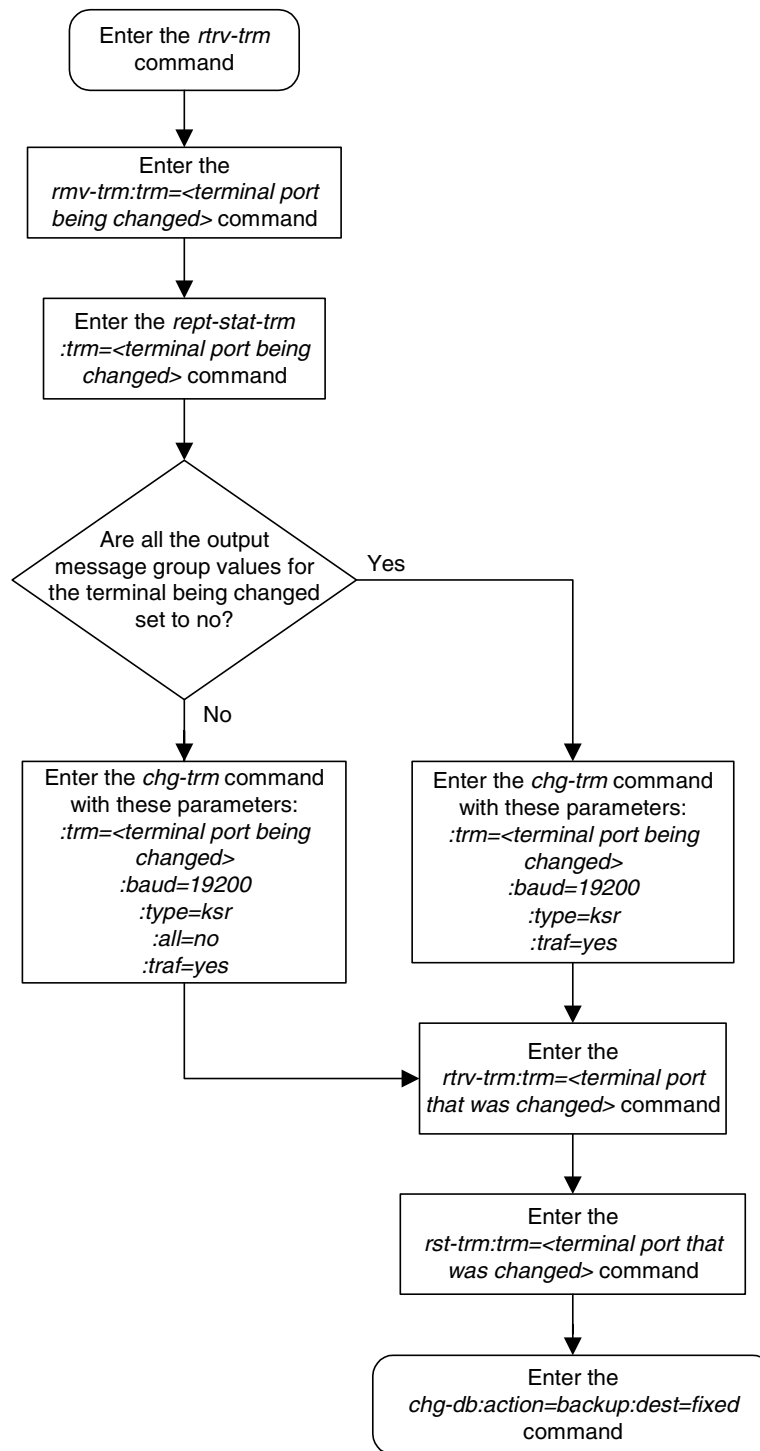 Enter the rtrv-trm
command
Enter the
rmv-trm:trm=<terminal port
being changed> command
Enter the rept-stat-trm
:trm=<terminal port being
changed> command
Are all the output
message group values for
the terminal being changed
set to no?
Yes
No
Enter the chg-trm command
with these parameters:
:trm=<terminal port being
changed>
:baud=19200
:type=ksr
:all=no
:traf=yes
Enter the chg-trm command
with these parameters:
:trm=<terminal port being
changed>
:baud=19200
:type=ksr
:traf=yes
Enter the
rtrv-trm:trm=<terminal port
that was changed> command
Enter the
rst-trm:trm=<terminal port that
was changed> command
Enter the
chg-db:action=backup:dest=fixed
command